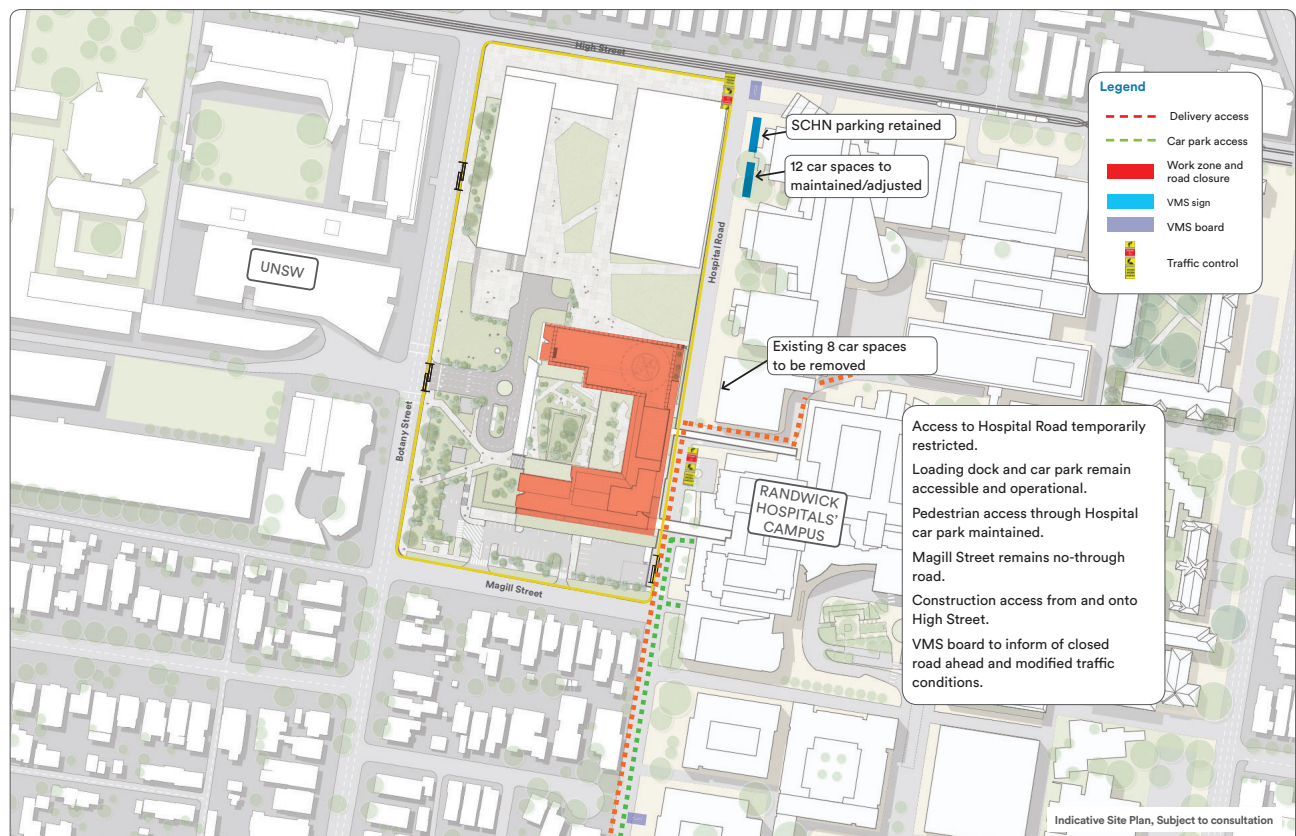 High Street
Legend
Delivery access
Car park access
Work zone and
road closure
VMS sign
VMS board
Traffic control
SCHN parking retained
12 car spaces to
maintained/adjusted
Hospital Road
UNSW
Existing 8 car spaces
to be removed
Botany Street
Access to Hospital Road temporarily
restricted.
Loading dock and car park remain
accessible and operational.
Pedestrian access through Hospital
car park maintained.
Magill Street remains no-through
road.
Construction access from and onto
High Street.
VMS board to inform of closed
road ahead and modified traffic
conditions.
RANDWICK
HOSPITALS’
CAMPUS
Magill Street
Indicative Site Plan, Subject to consultation